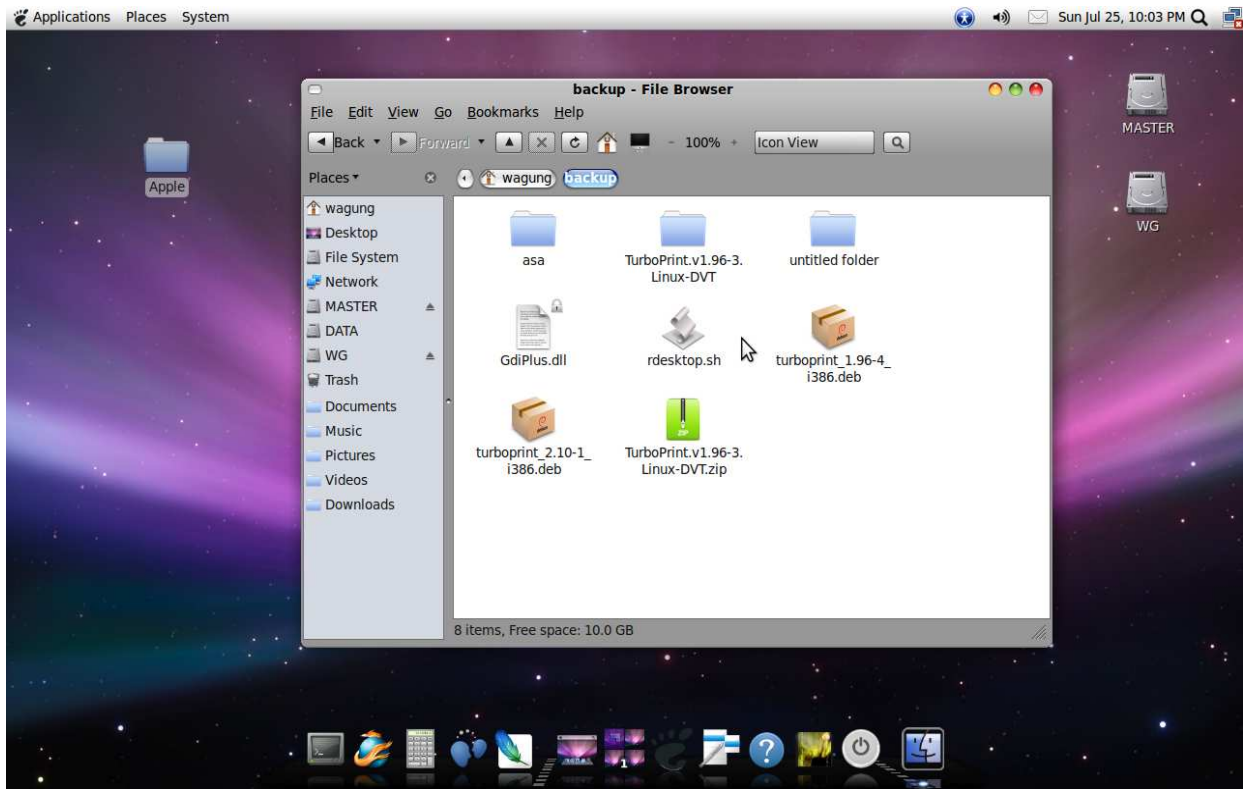 Applications Places System Sun Jul 25, 10:03 PM
backup - File Browser
File Edit View Go Bookmarks Help
Back Forward - 100% + Icon View
Places wagung backup
wagung
Desktop
File System
Network
MASTER
DATA
WG
Trash
Documents
Music
Pictures
Videos
Downloads
asa
TurboPrint.v1.96-3.
Linux-DVT
untitled folder
GdiPlus.dll
rdesktop.sh
turboprint_1.96-4_
i386.deb
turboprint_2.10-1_
i386.deb
ZIP
TurboPrint.v1.96-3.
Linux-DVT.zip
8 items, Free space: 10.0 GB
Apple
MASTER
WG
1
?